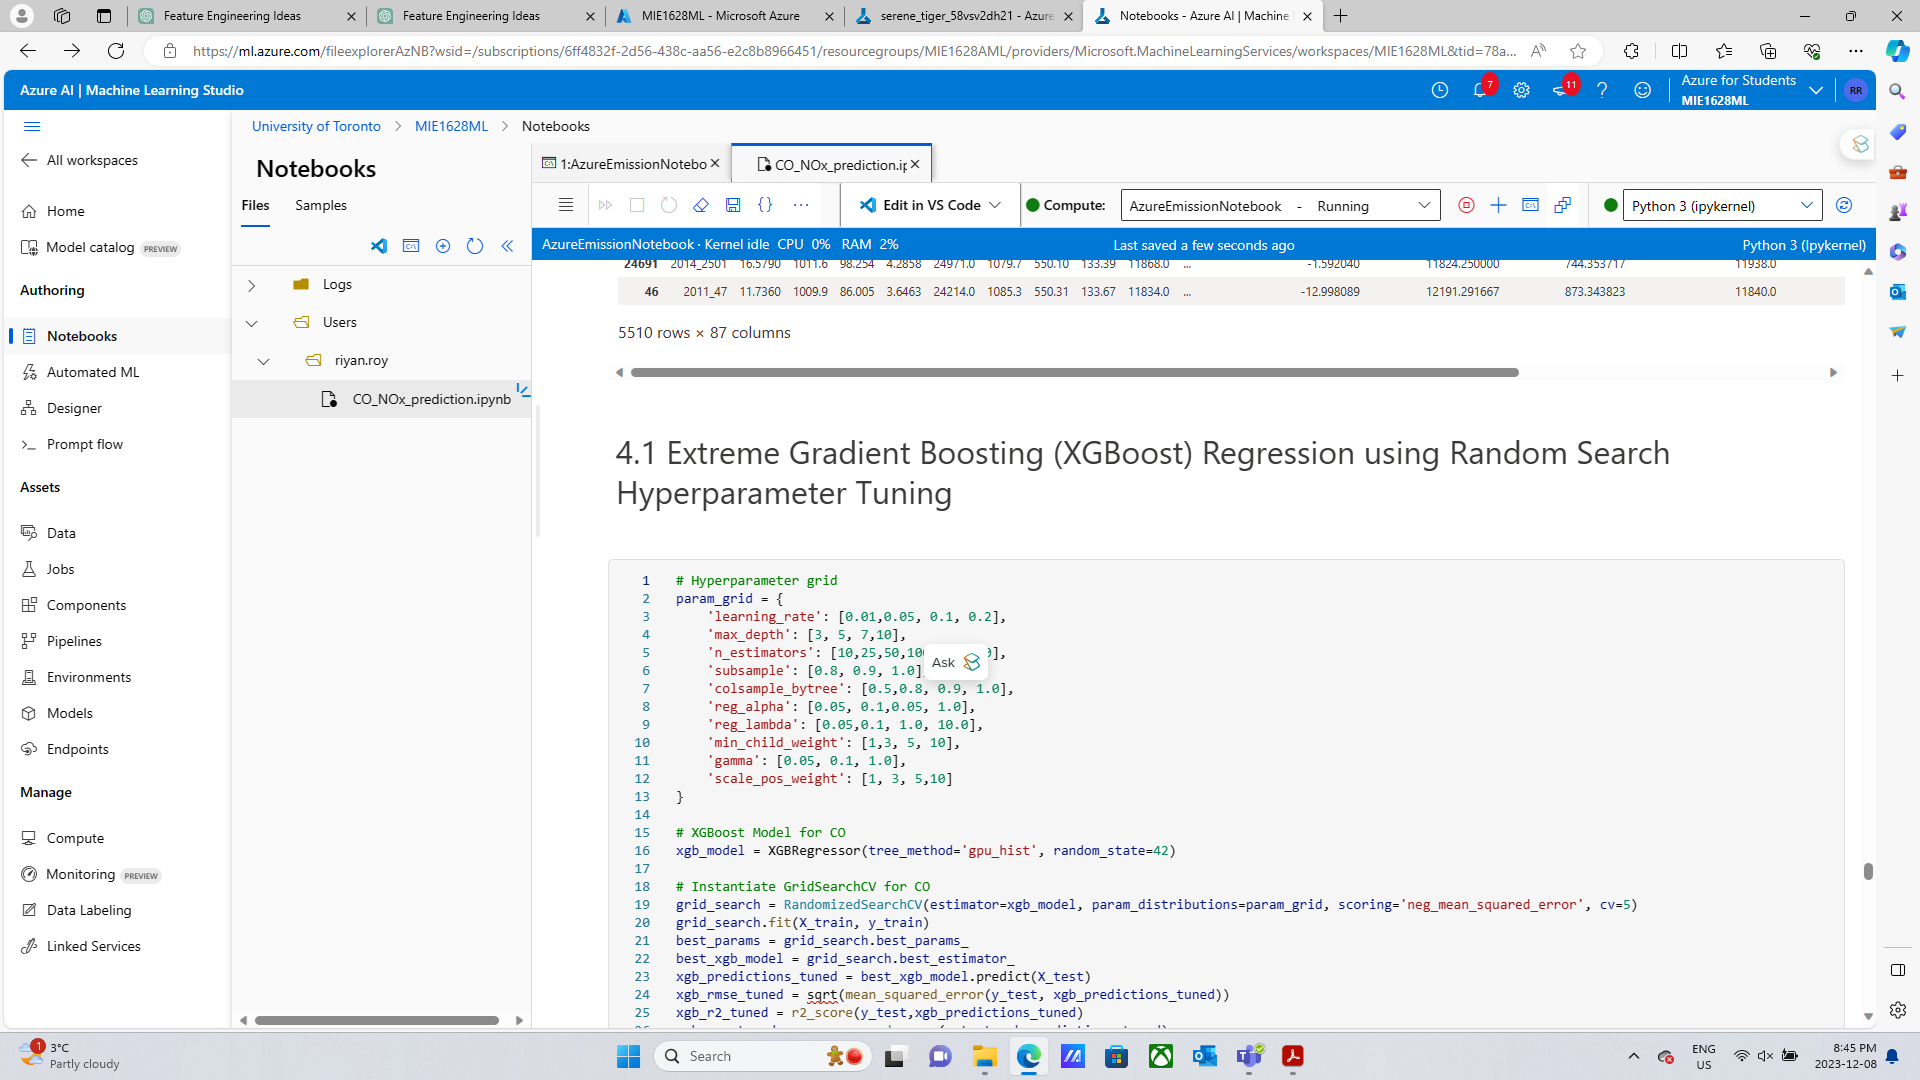 Feature Engineering Ideas
Feature Engineering Ideas
MIE1628ML - Microsoft Azure
serene_tiger_58vsv2dh21 - Azure
Notebooks - Azure AI | Machine
https://ml.azure.com/fileexplorerAzNB?wsid=/subscriptions/6ff4832f-2d56-438c-aa56-e2c8b8966451/resourcegroups/MIE1628AML/providers/Microsoft.MachineLearningServices/workspaces/MIE1628ML&tid=78a...
Azure AI | Machine Learning Studio
7
11
Azure for Students
MIE1628ML
RR
All workspaces
Home
Model catalog PREVIEW
Authoring
Notebooks
Automated ML
Designer
Prompt flow
Assets
Data
Jobs
Components
Pipelines
Environments
Models
Endpoints
Manage
Compute
Monitoring PREVIEW
Data Labeling
Linked Services
University of Toronto > MIE1628ML > Notebooks
Notebooks
Files Samples
Logs
Users
riyan.roy
CO_NOx_prediction.ipynb
1:AzureEmissionNotebo
CO_NOx_prediction.ip
Edit in VS Code
Compute:
AzureEmissionNotebook - Running
Python 3 (ipykernel)
AzureEmissionNotebook · Kernel idle CPU 0% RAM 2%
Last saved a few seconds ago
Python 3 (Ipykernel)
24691 2014_2501 16.5790 1011.6 98.254 4.2858 24971.0 1079.7 550.10 133.39 11868.0 ... -1.592040 11824.250000 744.353717 11938.0
46 2011_47 11.7360 1009.9 86.005 3.6463 24214.0 1085.3 550.31 133.67 11834.0 ... -12.998089 12191.291667 873.343823 11840.0
5510 rows × 87 columns
4.1 Extreme Gradient Boosting (XGBoost) Regression using Random Search
Hyperparameter Tuning
1 # Hyperparameter grid
2 param_grid = {
3 'learning_rate': [0.01,0.05, 0.1, 0.2],
4 'max_depth': [3, 5, 7,10],
5 'n_estimators': [10,25,50,10
6 'subsample': [0.8, 0.9, 1.0]
Ask
7 'colsample_bytree': [0.5,0.8, 0.9, 1.0],
8 'reg_alpha': [0.05, 0.1,0.05, 1.0],
9 'reg_lambda': [0.05,0.1, 1.0, 10.0],
10 'min_child_weight': [1,3, 5, 10],
11 'gamma': [0.05, 0.1, 1.0],
12 'scale_pos_weight': [1, 3, 5,10]
13 }
14
15 # XGBoost Model for CO
16 xgb_model = XGBRegressor(tree_method='gpu_hist', random_state=42)
17
18 # Instantiate GridSearchCV for CO
19 grid_search = RandomizedSearchCV(estimator=xgb_model, param_distributions=param_grid, scoring='neg_mean_squared_error', cv=5)
20 grid_search.fit(X_train, y_train)
21 best_params = grid_search.best_params_
22 best_xgb_model = grid_search.best_estimator_
23 xgb_predictions_tuned = best_xgb_model.predict(X_test)
24 xgb_rmse_tuned = sqrt(mean_squared_error(y_test, xgb_predictions_tuned))
25 xgb_r2_tuned = r2_score(y_test,xgb_predictions_tuned)
1
3°C
Partly cloudy
Search
ENG
US
8:45 PM
2023-12-08